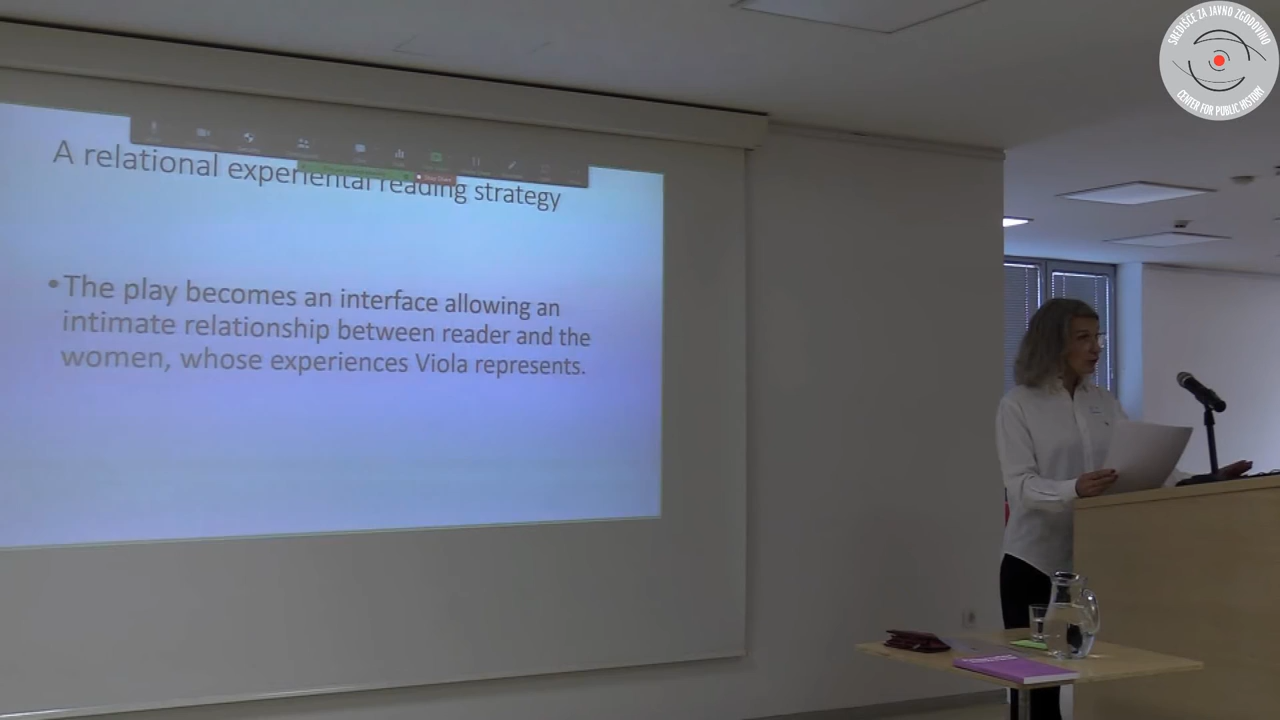 SREDIŠČE ZA JAVNO ZGODOVINO
CENTER FOR PUBLIC HISTORY
A relational experiental reading strategy
•The play becomes an interface allowing an
intimate relationship between reader and the
women, whose experiences Viola represents.